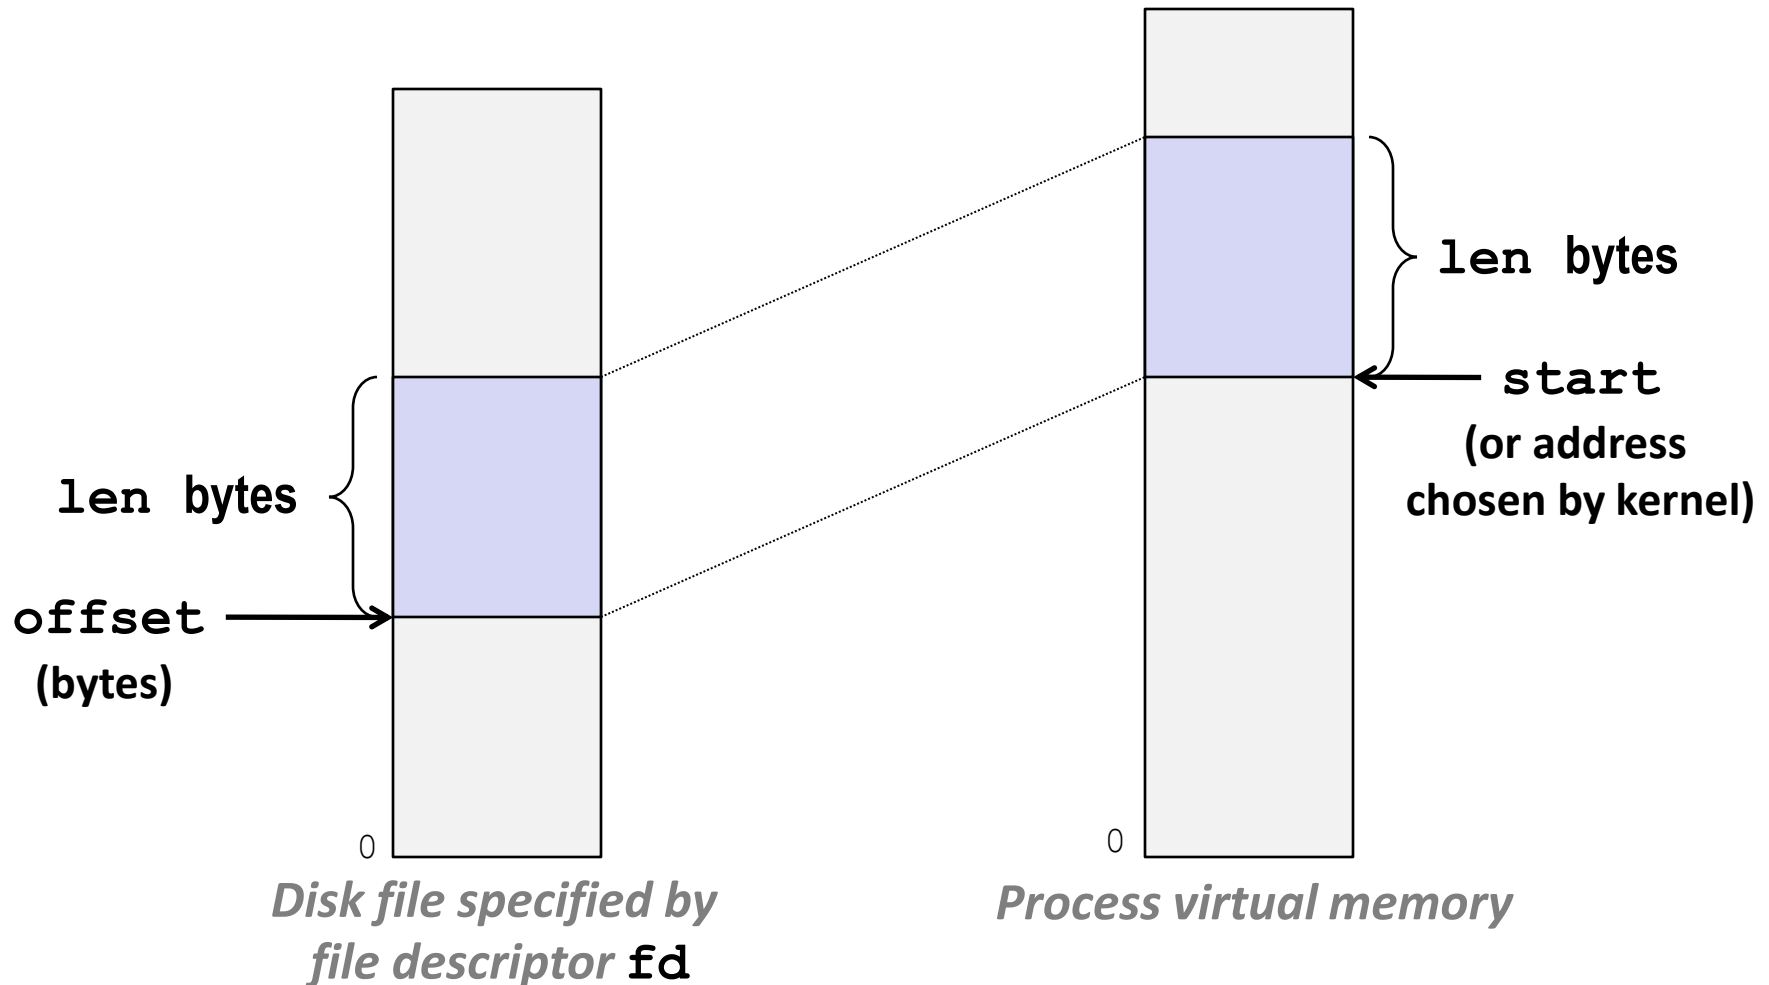 len bytes
start
(or address
chosen by kernel)
len bytes
offset
(bytes)
0
0
Disk file specified by
file descriptor fd
Process virtual memory